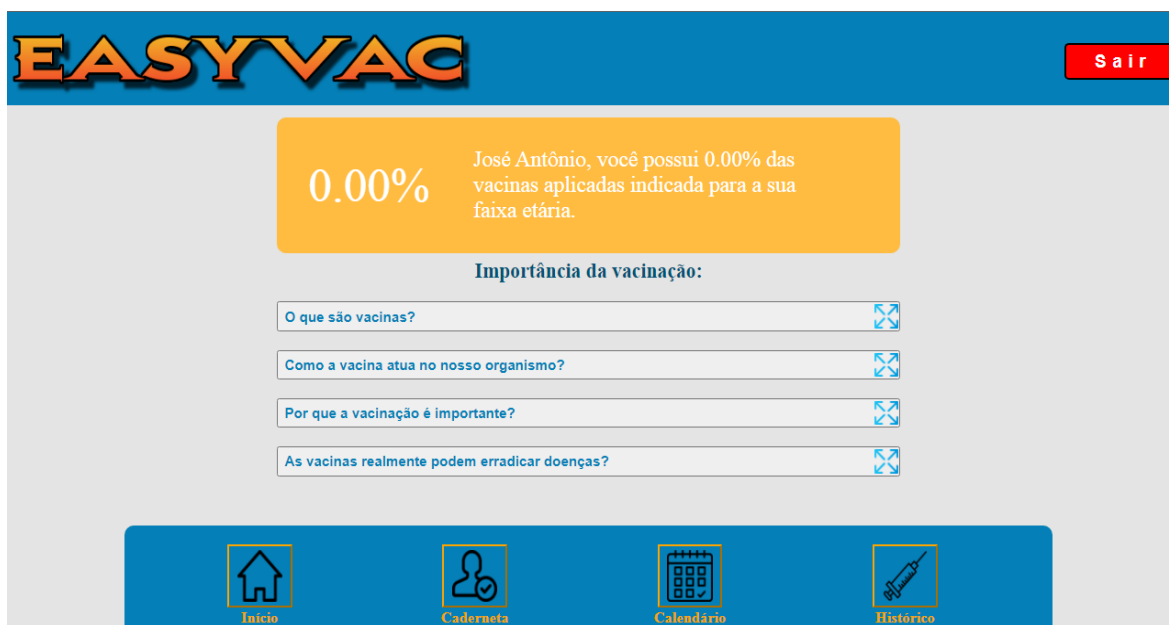 EASYVAC
Sair
0.00%
José Antônio, você possui 0.00% das
vacinas aplicadas indicada para a sua
faixa etária.
Importância da vacinação:
O que são vacinas?
Como a vacina atua no nosso organismo?
Por que a vacinação é importante?
As vacinas realmente podem erradicar doenças?
Início
Caderneta
Calendário
Histórico